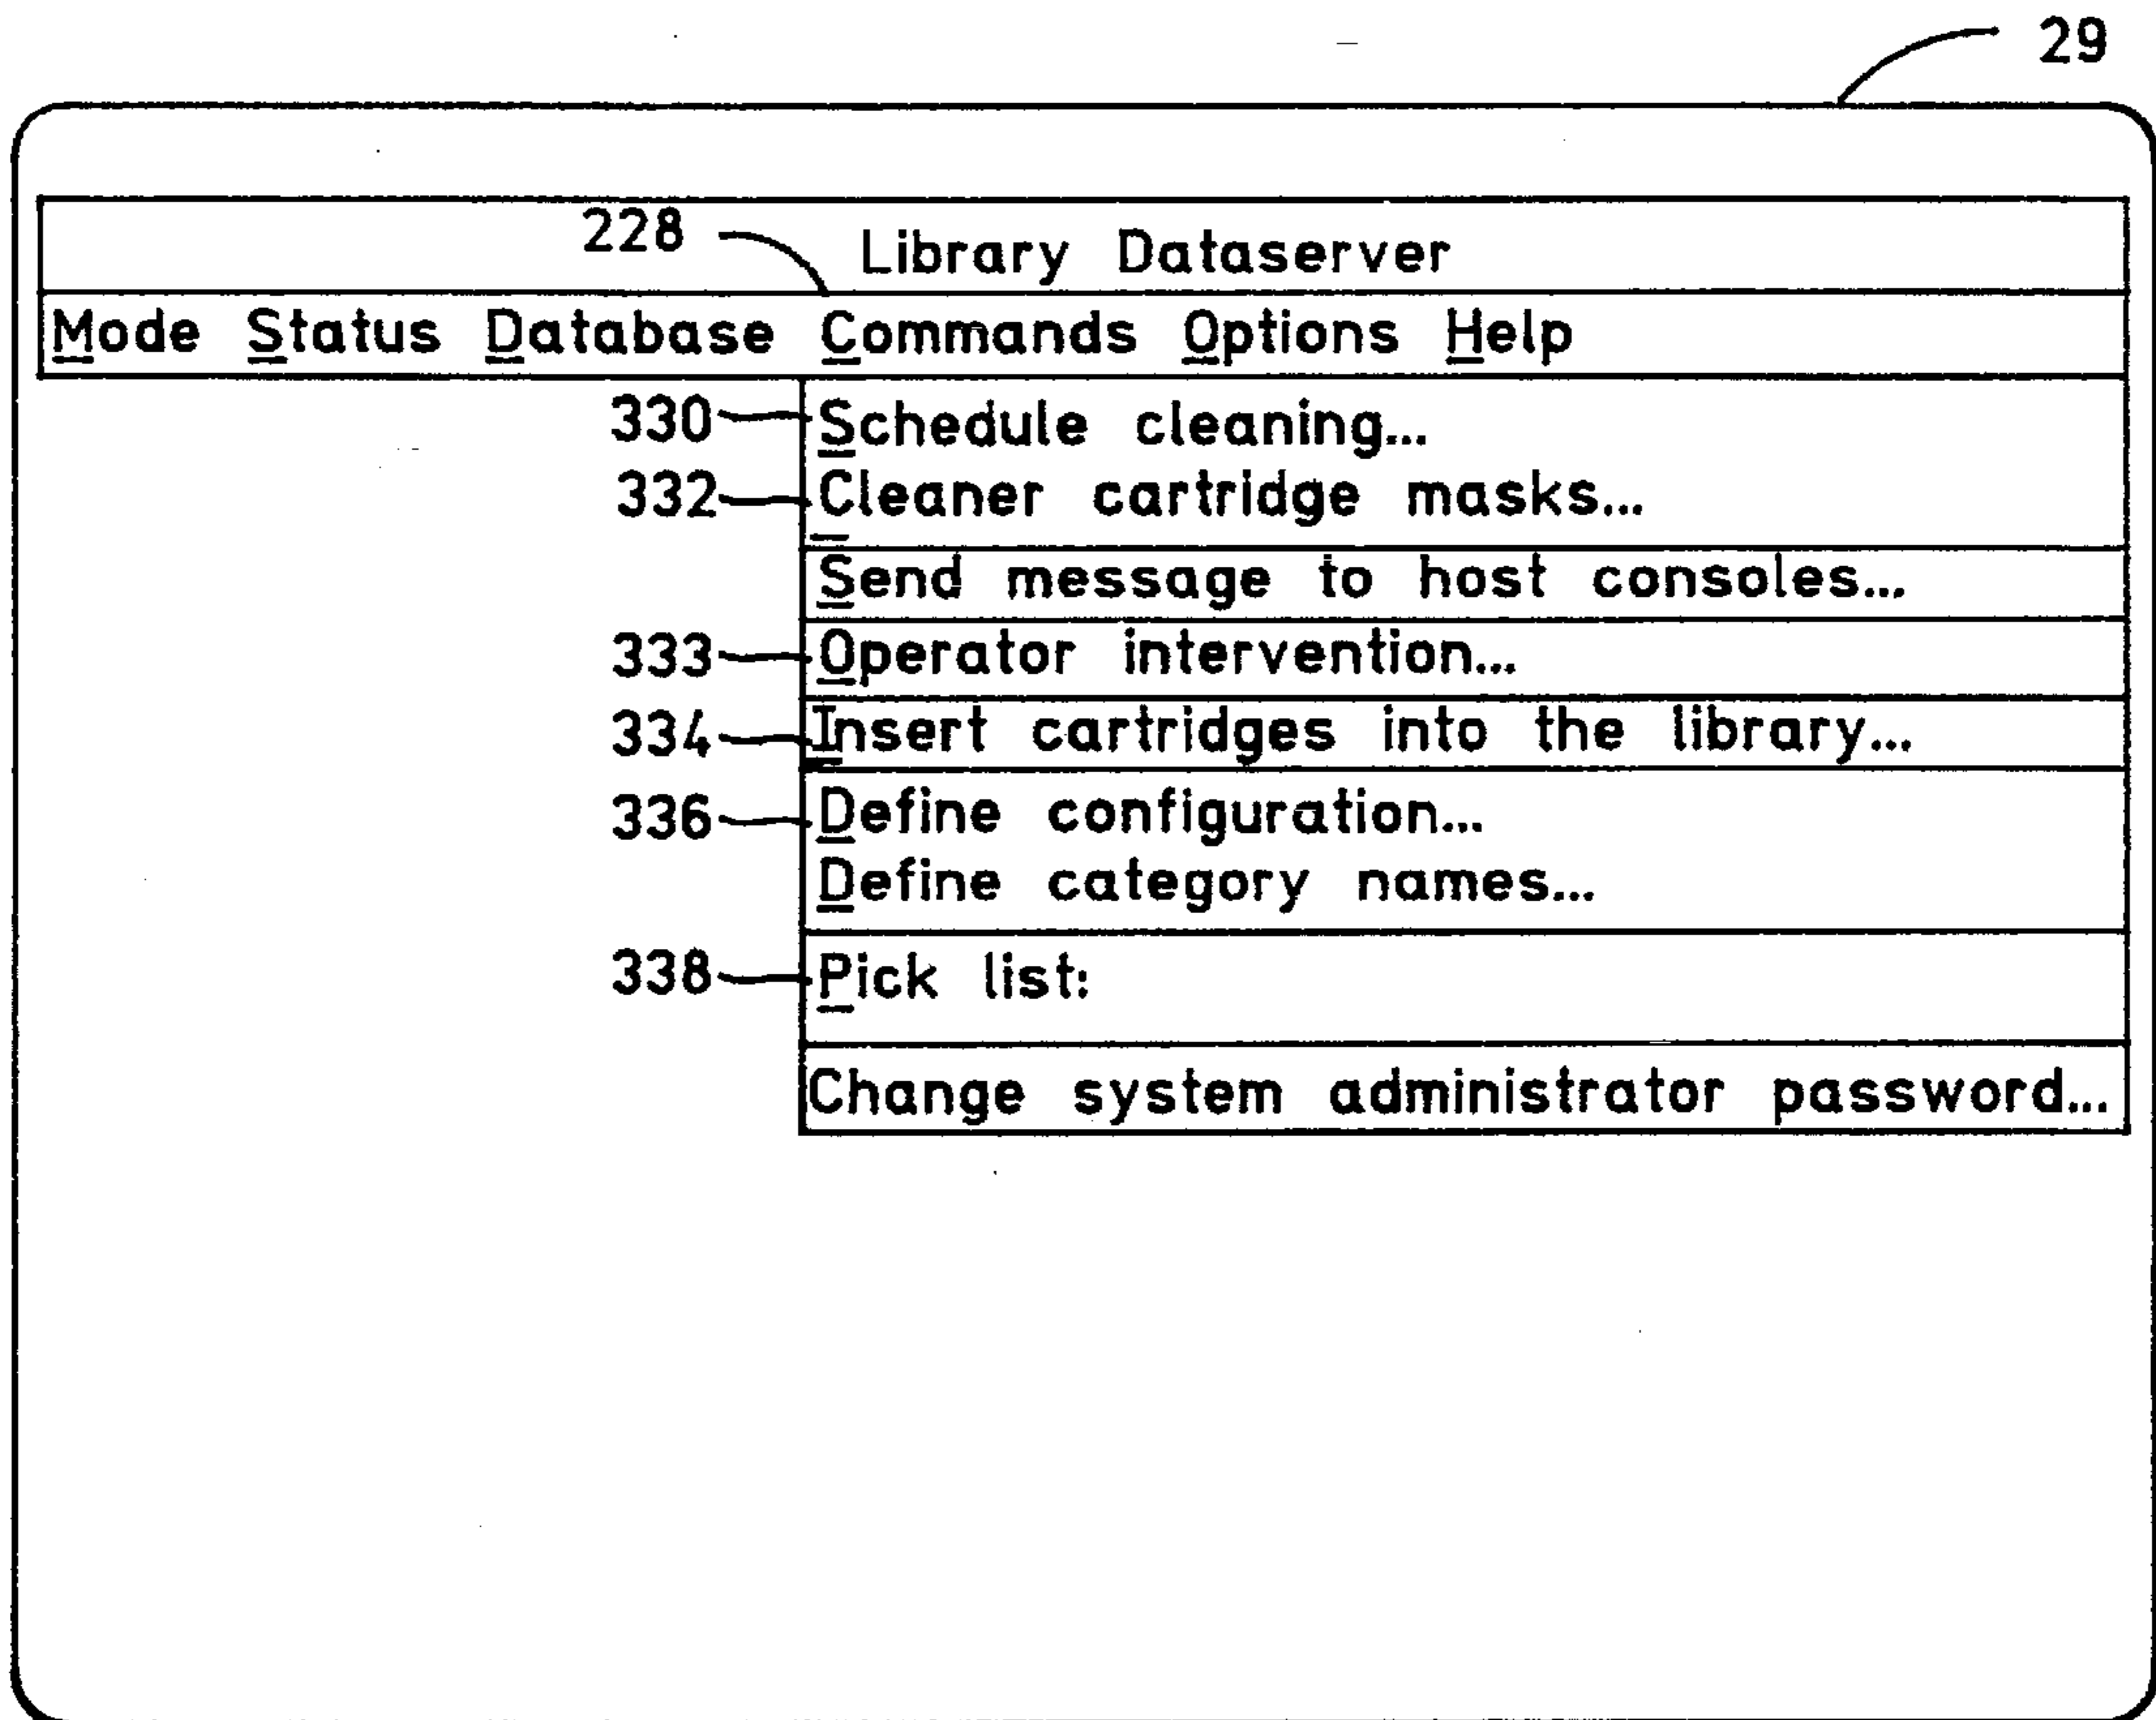 29
228 Library Dataserver
Mode Status Database Commands Options Help
330 Schedule cleaning...
332 Cleaner cartridge masks...
Send message to host consoles...
333 Operator intervention...
334 Insert cartridges into the library...
336 Define configuration...
Define category names...
338 Pick list:
Change system administrator password...